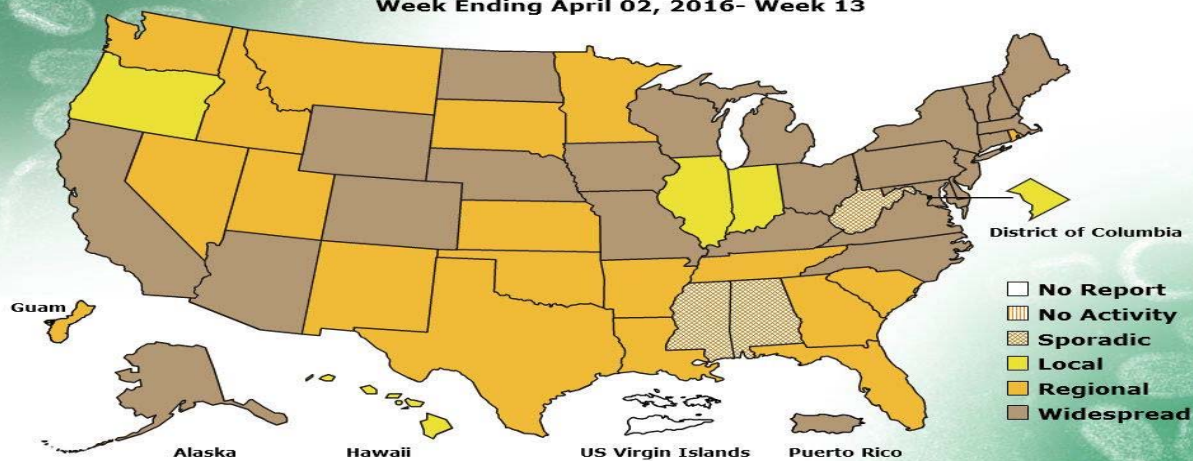 Week Ending April 02, 2016- Week 13
District of Columbia
Guam
No Report
No Activity
Sporadic
Local
Regional
Widespread
Alaska
Hawaii
US Virgin Islands
Puerto Rico